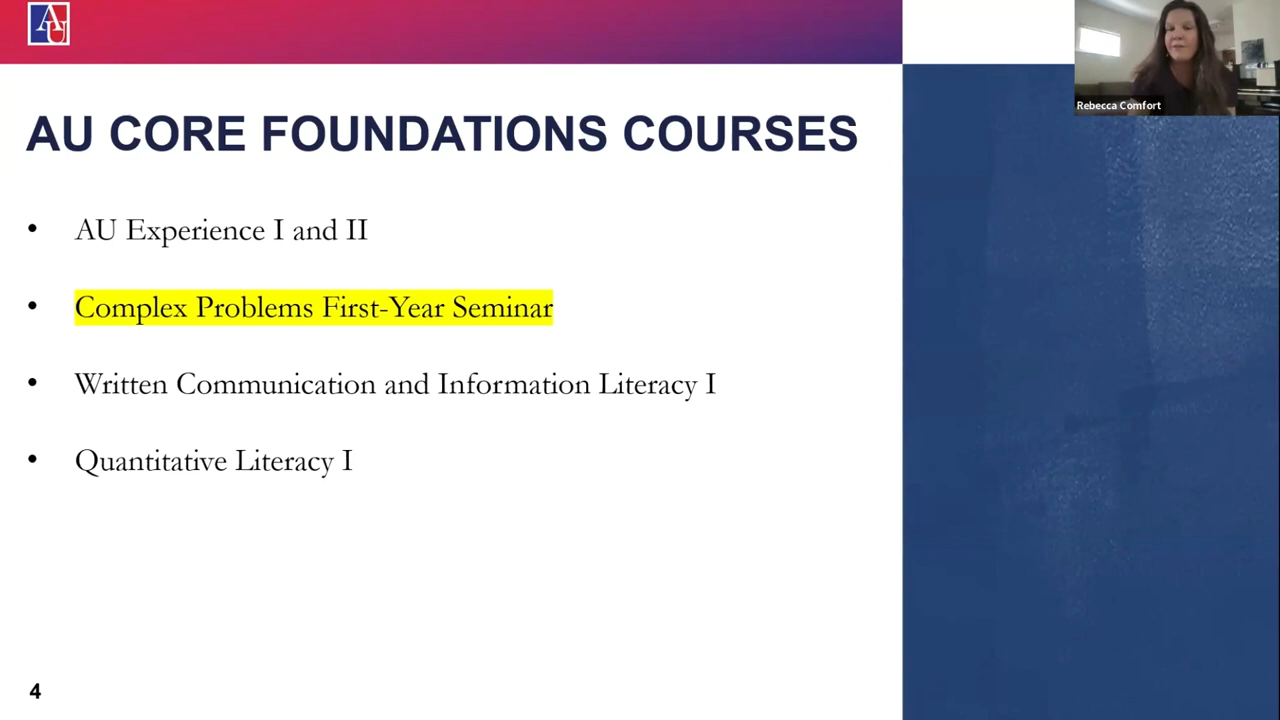 AU
Rebecca Comfort
AU CORE FOUNDATIONS COURSES
• AU Experience I and II
• Complex Problems First-Year Seminar
• Written Communication and Information Literacy I
• Quantitative Literacy I
4